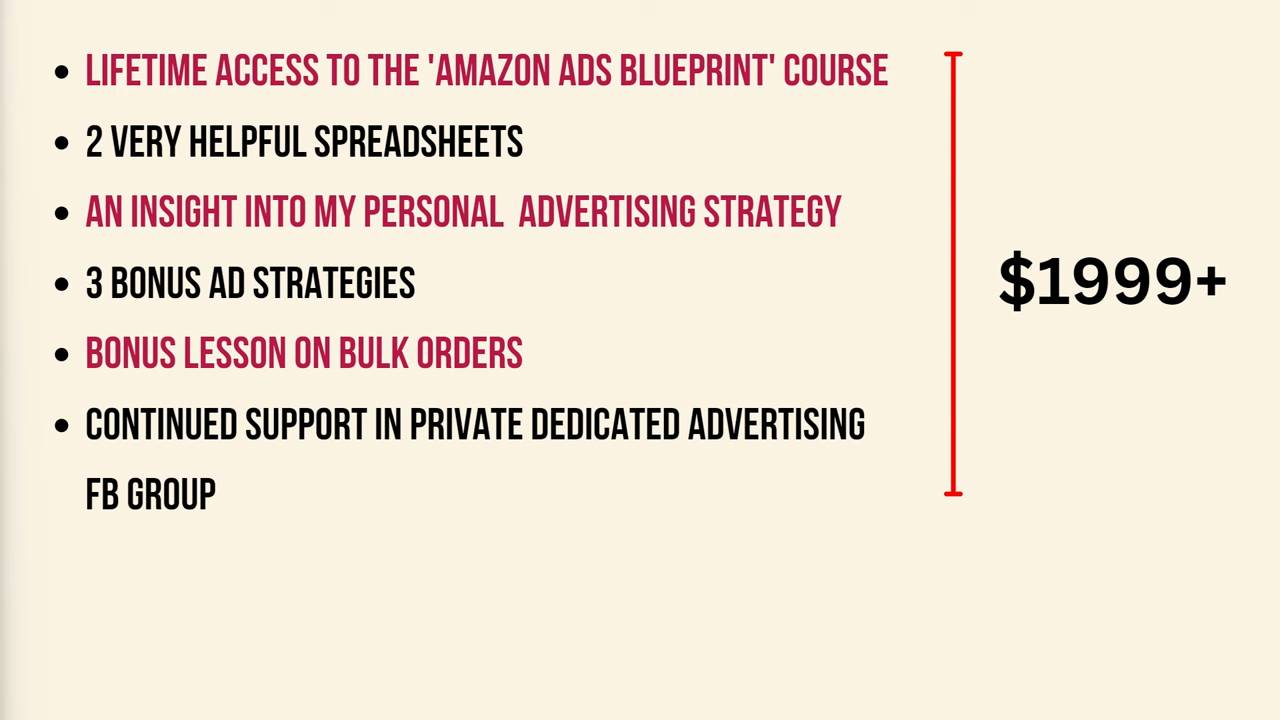 • LIFETIME ACCESS TO THE 'AMAZON ADS BLUEPRINT' COURSE
• 2 VERY HELPFUL SPREADSHEETS
• AN INSIGHT INTO MY PERSONAL  ADVERTISING STRATEGY
• 3 BONUS AD STRATEGIES
• BONUS LESSON ON BULK ORDERS
• CONTINUED SUPPORT IN PRIVATE DEDICATED ADVERTISING
FB GROUP
$1999+